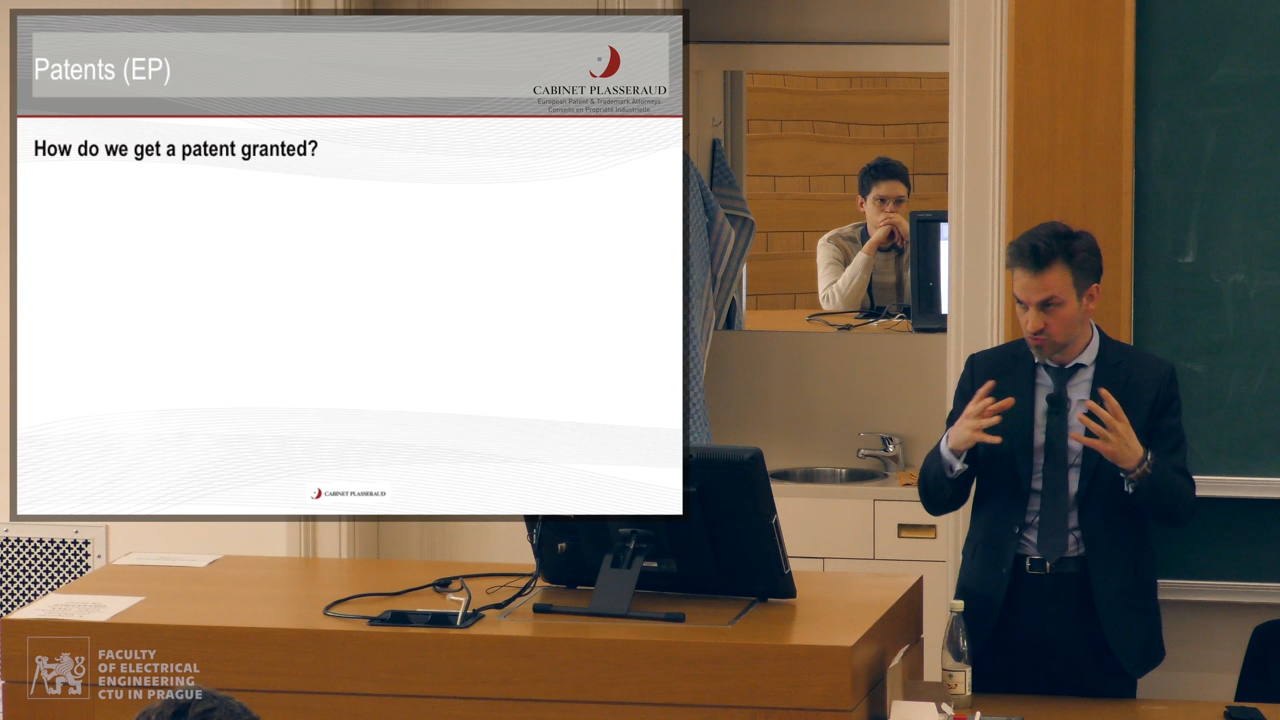 Patents (EP)
CABINET PLASSERAUD
European Patent & Trademark Attorneys
Conseils en Propriété Industrielle
How do we get a patent granted?
CABINET PLASSERAUD
FACULTY
OF ELECTRICAL
ENGINEERING
CTU IN PRAGUE